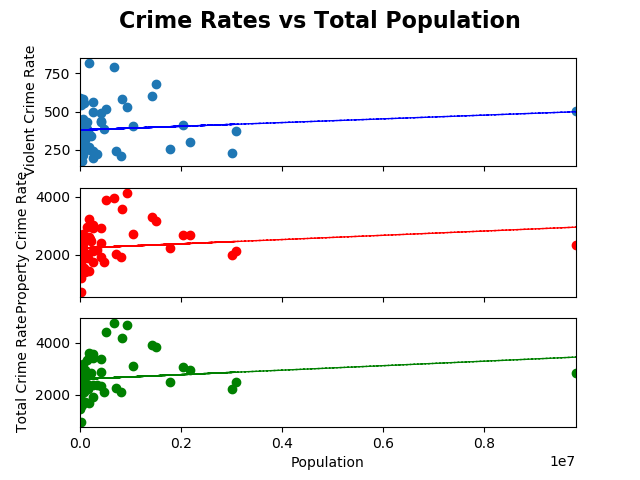 Crime Rates vs Total Population
Violent Crime Rate
750
500
250
Property Crime Rate
4000
2000
Total Crime Rate
4000
2000
0.0 0.2 0.4 0.6 0.8
1e7
Population